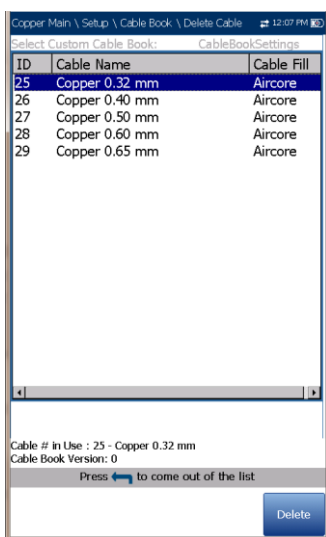 Copper Main \ Setup \ Cable Book \ Delete Cable 12:07 PM
Select Custom Cable Book: CableBookSettings
ID Cable Name Cable Fill
25 Copper 0.32 mm Aircore
26 Copper 0.40 mm Aircore
27 Copper 0.50 mm Aircore
28 Copper 0.60 mm Aircore
29 Copper 0.65 mm Aircore
Cable # in Use : 25 - Copper 0.32 mm
Cable Book Version: 0
Press to come out of the list
Delete